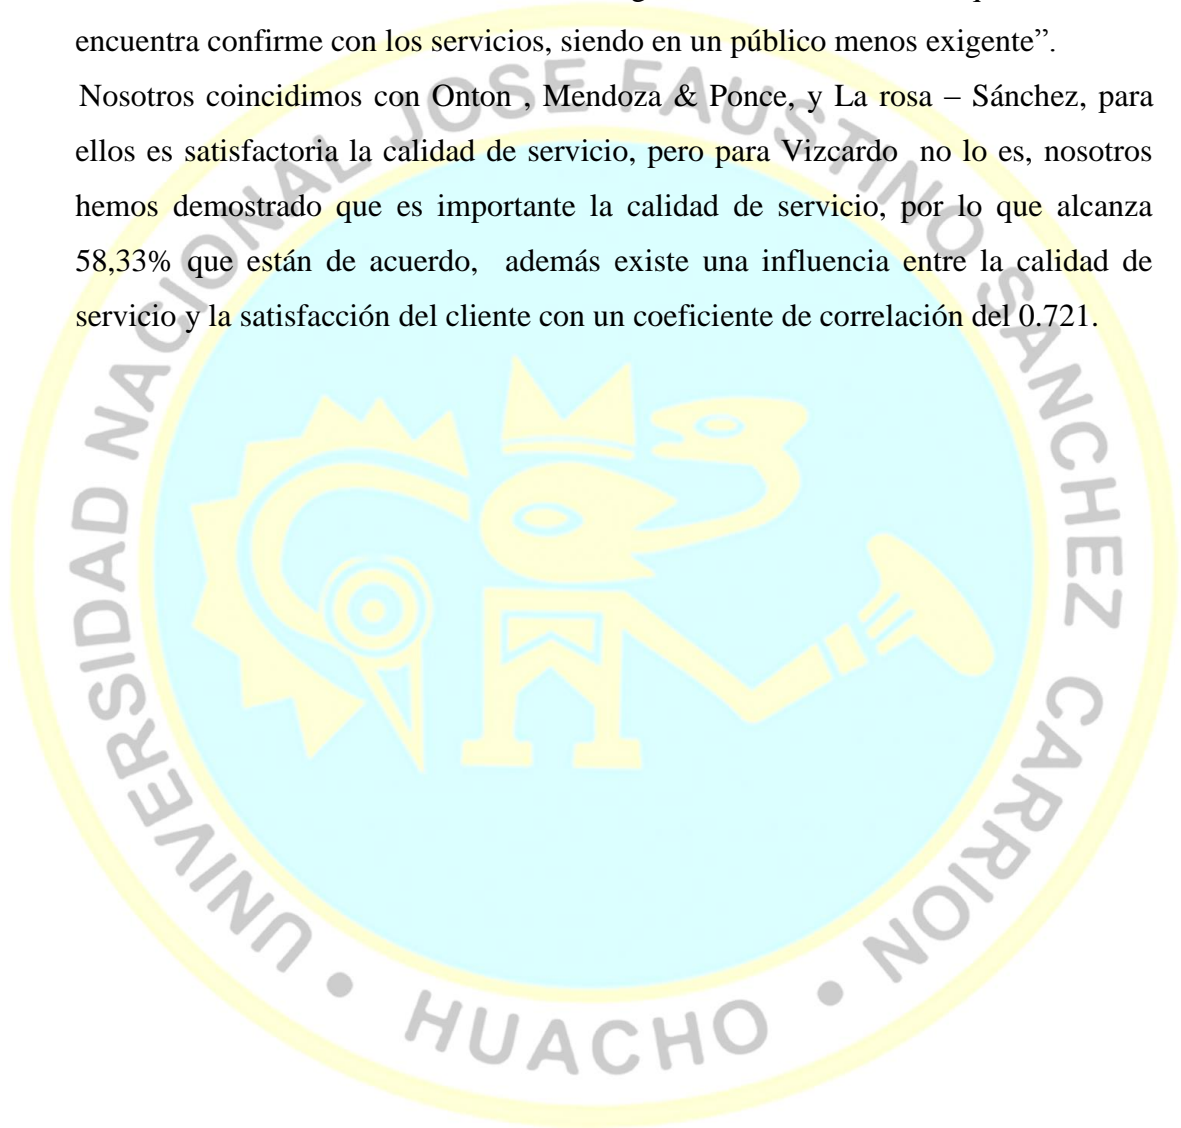 encuentra confirme con los servicios, siendo en un público menos exigente”.
Nosotros coincidimos con Onton , Mendoza & Ponce, y La rosa – Sánchez, para
ellos es satisfactoria la calidad de servicio, pero para Vizcardo no lo es, nosotros
hemos demostrado que es importante la calidad de servicio, por lo que alcanza
58,33% que están de acuerdo, además existe una influencia entre la calidad de
servicio y la satisfacción del cliente con un coeficiente de correlación del 0.721.
UNIVERSIDAD NACIONAL JOSE FAUSTINO SANCHEZ CARRION • HUACHO •